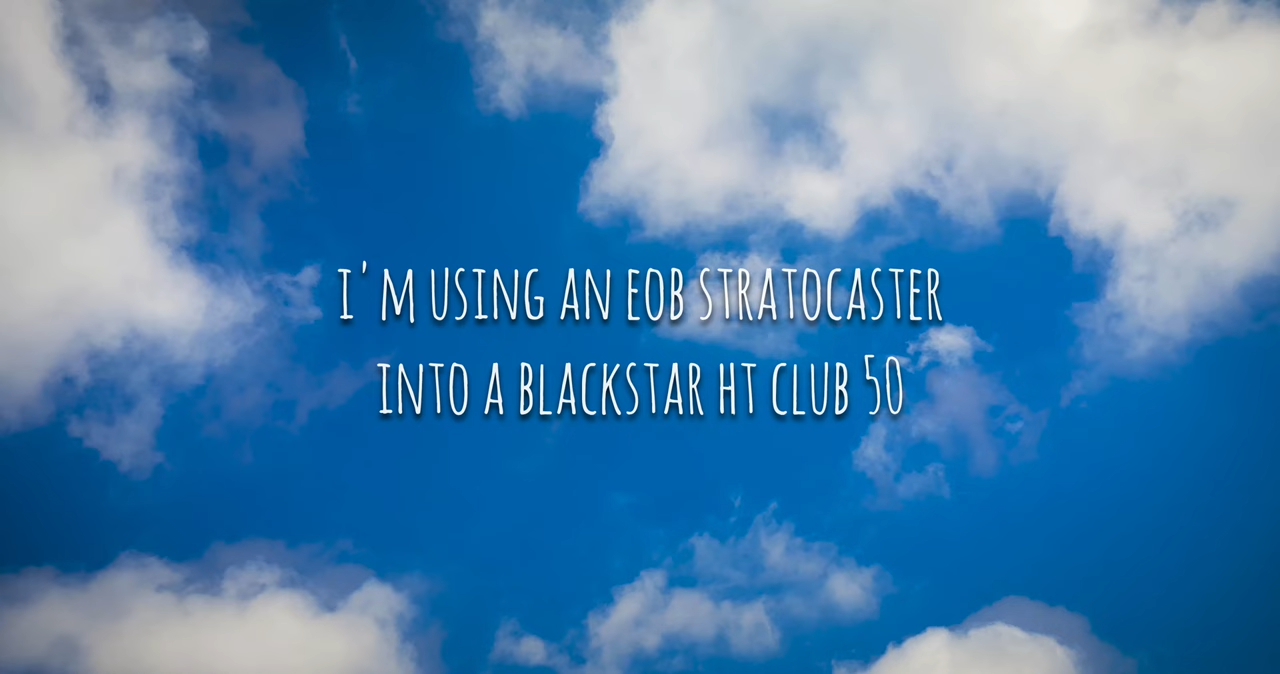 I'M USING AN EOB STRATOCASTER
INTO A BLACKSTAR HT CLUB 50